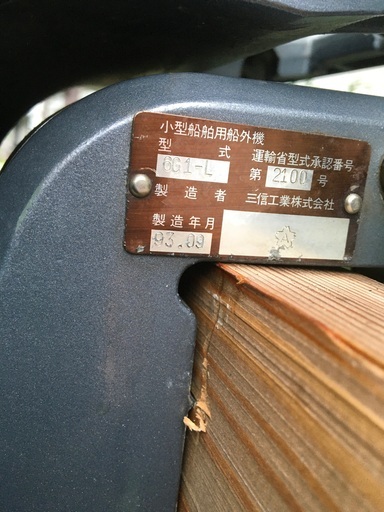 小型船舶用船外機
型式 6G1-L 運輸省型式承認番号
第 2100 号
製造者 三信工業株式会社
製造年月
93.09